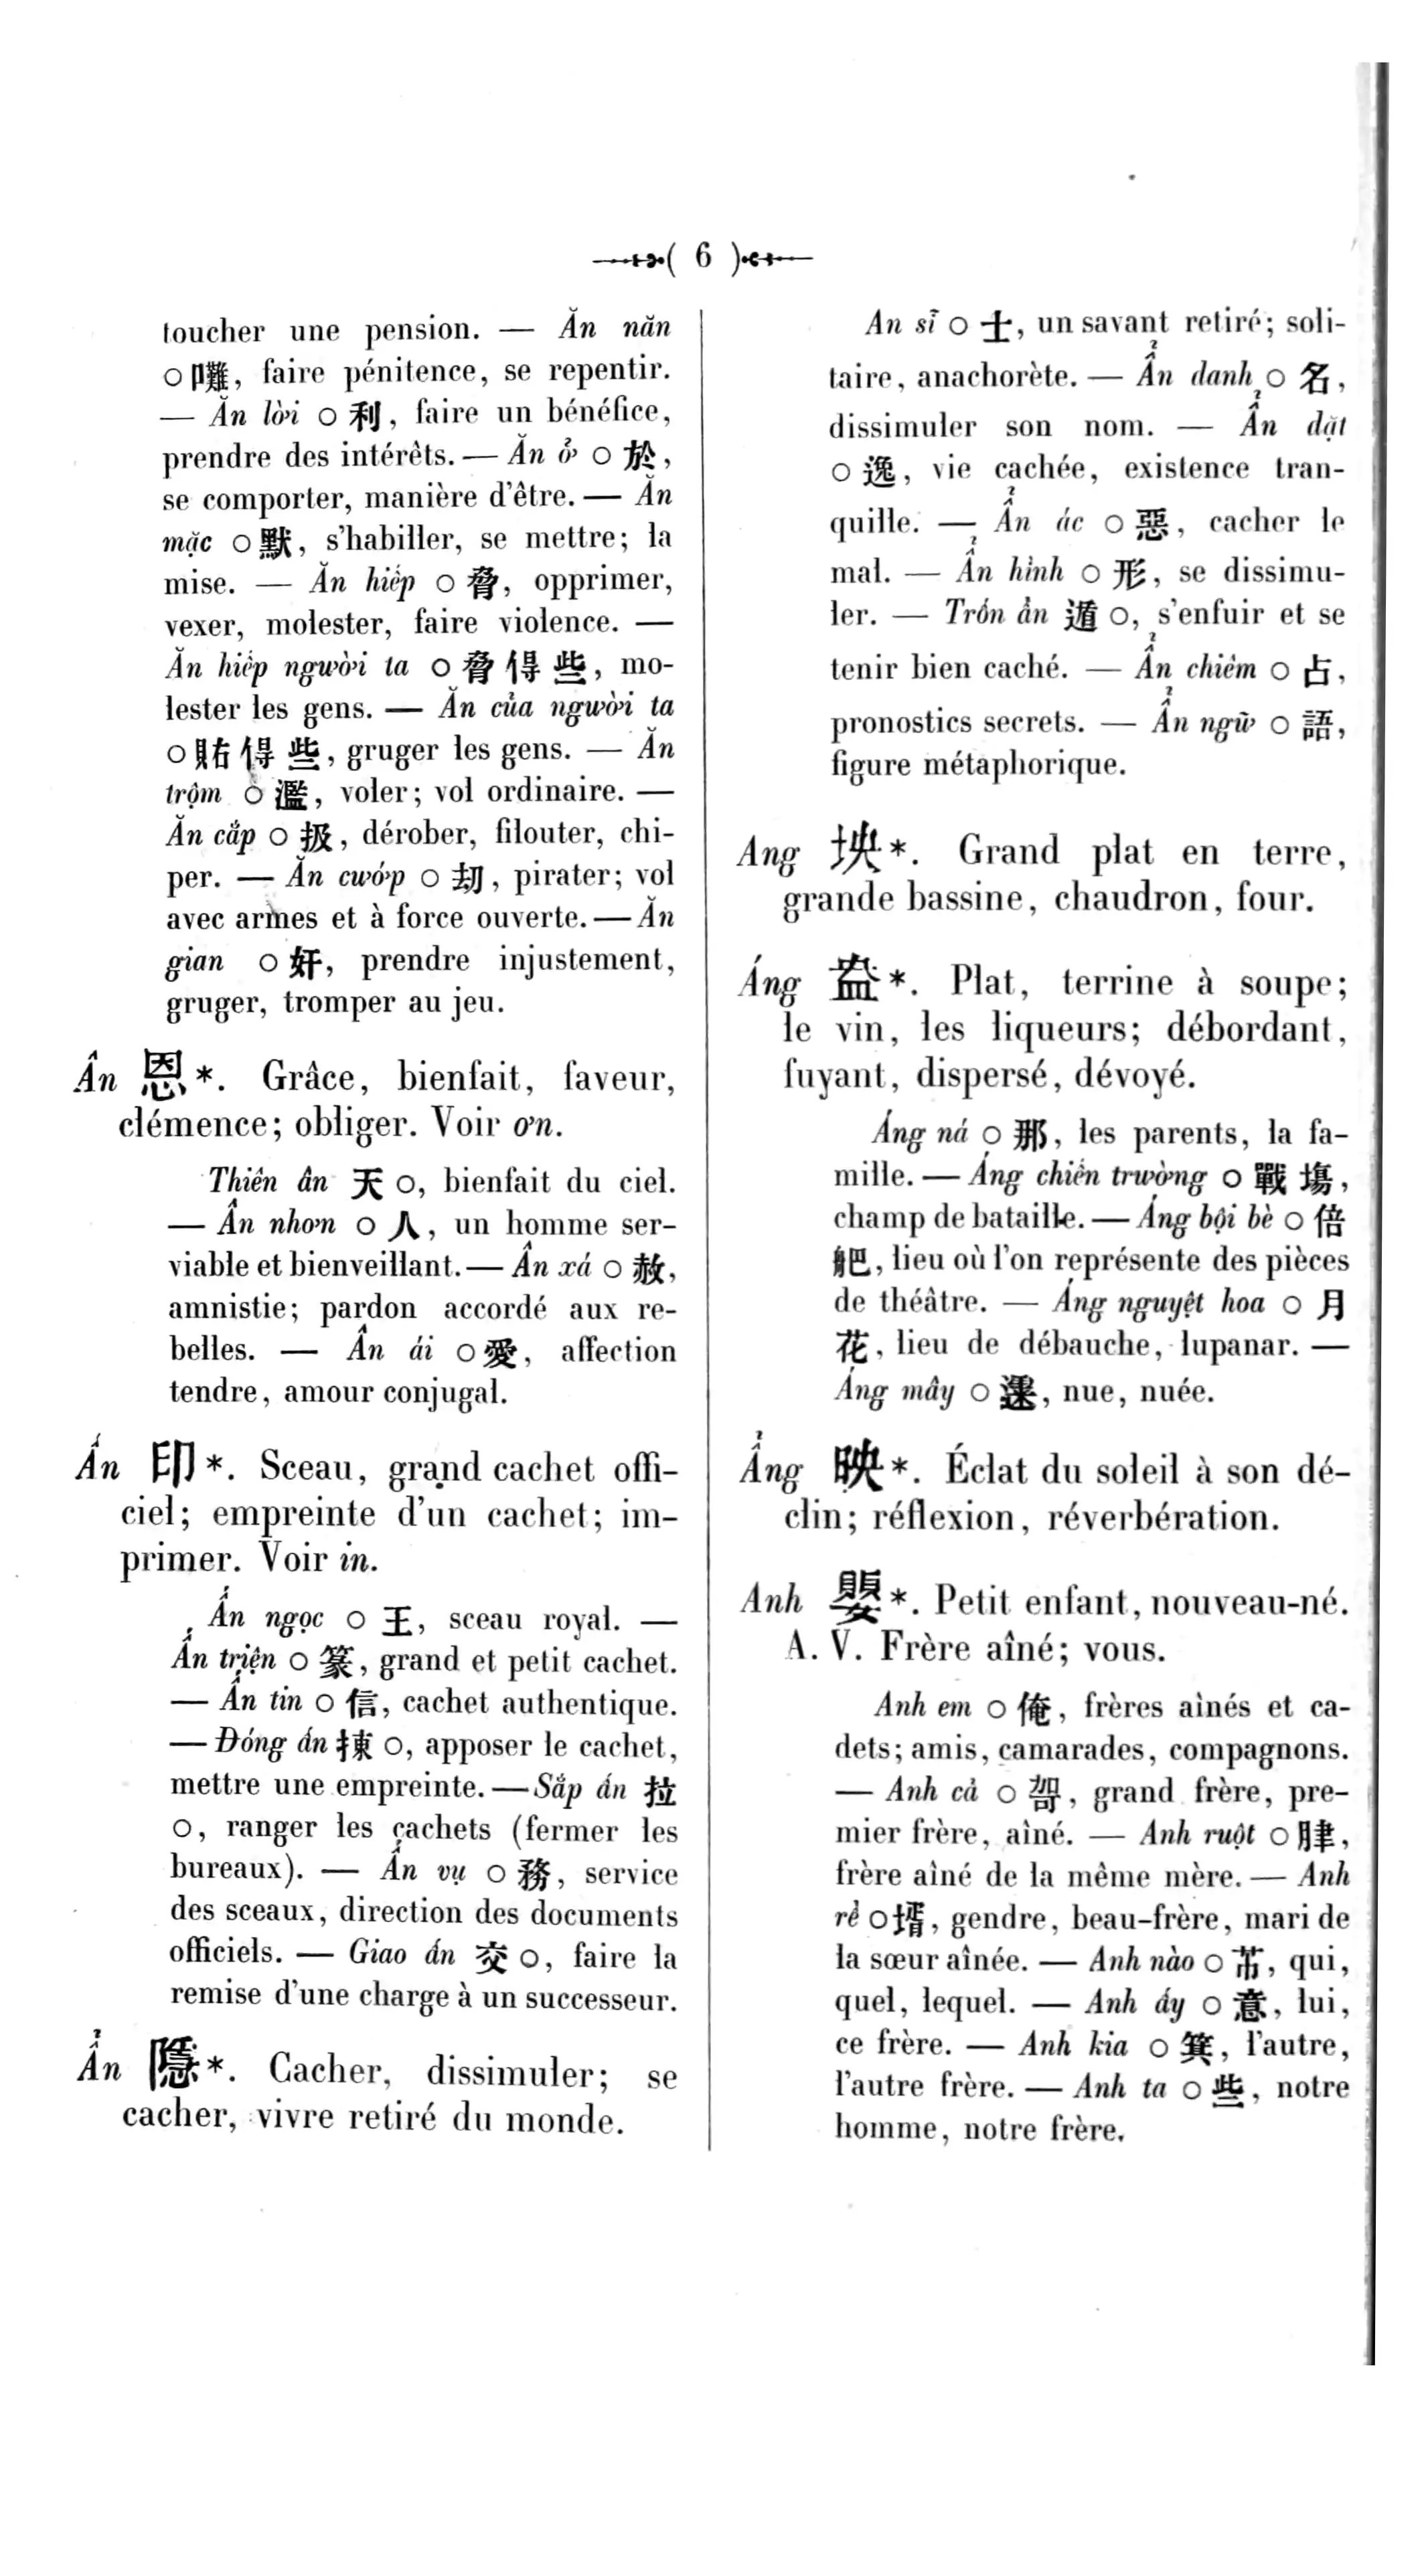 ( 6 )
toucher une pension. — Ăn năn
○ 𠹌, faire pénitence, se repentir.
— Ăn lời ○ 利, faire un bénéfice,
prendre des intérêts. — Ăn ở ○ 於,
se comporter, manière d'être. — Ăn
mặc ○ 默, s'habiller, se mettre; la
mise. — Ăn hiếp ○ 脅, opprimer,
vexer, molester, faire violence. —
Ăn hiếp người ta ○ 脅 得 些, mo-
lester les gens. — Ăn của người ta
○ 貼 得 些, gruger les gens. — Ăn
trộm ○ 濫, voler; vol ordinaire. —
Ăn cắp ○ 扱, dérober, filouter, chi-
per. — Ăn cướp ○ 刼, pirater; vol
avec armes et à force ouverte. — Ăn
gian ○ 奸, prendre injustement,
gruger, tromper au jeu.
Ân 恩 *. Grâce, bienfait, faveur,
clémence; obliger. Voir ơn.
Thiên ân 天 ○, bienfait du ciel.
— Ân nhơn ○ 人, un homme ser-
viable et bienveillant. — Ân xá ○ 赦,
amnistie; pardon accordé aux re-
belles. — Ân ái ○ 愛, affection
tendre, amour conjugal.
Ấn 印 *. Sceau, grand cachet offi-
ciel; empreinte d'un cachet; im-
primer. Voir in.
Ấn ngọc ○ 王, sceau royal. —
Ấn triện ○ 篆, grand et petit cachet.
— Ấn tin ○ 信, cachet authentique.
— Đóng ấn 揀 ○, apposer le cachet,
mettre une empreinte. — Sắp ấn 拉
○, ranger les cachets (fermer les
bureaux). — Ấn vụ ○ 務, service
des sceaux, direction des documents
officiels. — Giao ấn 交 ○, faire la
remise d'une charge à un successeur.
Ẩn 隱 *. Cacher, dissimuler; se
cacher, vivre retiré du monde.
An sĩ ○ 士, un savant retiré; soli-
taire, anachorète. — Ẩn danh ○ 名,
dissimuler son nom. — Ẩn dặt
○ 逸, vie cachée, existence tran-
quille. — Ẩn ác ○ 惡, cacher le
mal. — Ẩn hình ○ 形, se dissimu-
ler. — Trốn ẩn 遁 ○, s'enfuir et se
tenir bien caché. — Ẩn chiêm ○ 占,
pronostics secrets. — Ẩn ngữ ○ 語,
figure métaphorique.
Ang 坱 *. Grand plat en terre,
grande bassine, chaudron, four.
Áng 盎 *. Plat, terrine à soupe;
le vin, les liqueurs; débordant,
fuyant, dispersé, dévoyé.
Áng ná ○ 那, les parents, la fa-
mille. — Áng chiến trường ○ 戰 塲,
champ de bataille. — Áng bội bè ○ 倍
舥, lieu où l'on représente des pièces
de théâtre. — Áng nguyệt hoa ○ 月
花, lieu de débauche, lupanar. —
Áng mây ○, nue, nuée.
Ẩng 映 *. Éclat du soleil à son dé-
clin; réflexion, réverbération.
Anh 嬰 *. Petit enfant, nouveau-né.
A. V. Frère aîné; vous.
Anh em ○ 俺, frères aînés et ca-
dets; amis, camarades, compagnons.
— Anh cả ○, grand frère, pre-
mier frère, aîné. — Anh ruột ○,
frère aîné de la même mère. — Anh
rể ○ 壻, gendre, beau-frère, mari de
la sœur aînée. — Anh nào ○ 芇, qui,
quel, lequel. — Anh ấy ○ 意, lui,
ce frère. — Anh kia ○ 箕, l'autre,
l'autre frère. — Anh ta ○ 些, notre
homme, notre frère.